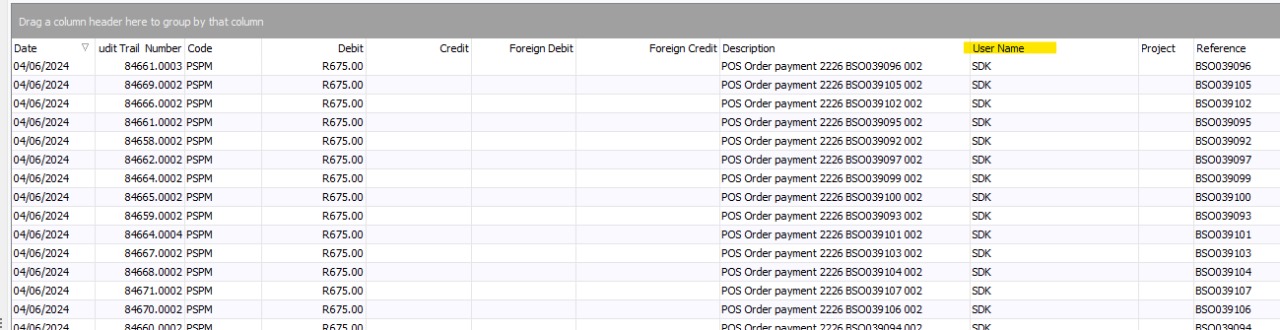 Drag a column header here to group by that column
Date udit Trail Number Code Debit Credit Foreign Debit Foreign Credit Description User Name Project Reference
04/06/2024 84661.0003 PSPM R675.00 POS Order payment 2226 BSO039096 002 SDK BSO039096
04/06/2024 84669.0002 PSPM R675.00 POS Order payment 2226 BSO039105 002 SDK BSO039105
04/06/2024 84666.0002 PSPM R675.00 POS Order payment 2226 BSO039102 002 SDK BSO039102
04/06/2024 84661.0002 PSPM R675.00 POS Order payment 2226 BSO039095 002 SDK BSO039095
04/06/2024 84658.0002 PSPM R675.00 POS Order payment 2226 BSO039092 002 SDK BSO039092
04/06/2024 84662.0002 PSPM R675.00 POS Order payment 2226 BSO039097 002 SDK BSO039097
04/06/2024 84664.0002 PSPM R675.00 POS Order payment 2226 BSO039099 002 SDK BSO039099
04/06/2024 84665.0002 PSPM R675.00 POS Order payment 2226 BSO039100 002 SDK BSO039100
04/06/2024 84659.0002 PSPM R675.00 POS Order payment 2226 BSO039093 002 SDK BSO039093
04/06/2024 84664.0004 PSPM R675.00 POS Order payment 2226 BSO039101 002 SDK BSO039101
04/06/2024 84667.0002 PSPM R675.00 POS Order payment 2226 BSO039103 002 SDK BSO039103
04/06/2024 84668.0002 PSPM R675.00 POS Order payment 2226 BSO039104 002 SDK BSO039104
04/06/2024 84671.0002 PSPM R675.00 POS Order payment 2226 BSO039107 002 SDK BSO039107
04/06/2024 84670.0002 PSPM R675.00 POS Order payment 2226 BSO039106 002 SDK BSO039106
04/06/2024 84660.0002 PSPM R675.00 POS Order payment 2226 BSO039094 002 SDK BSO039094